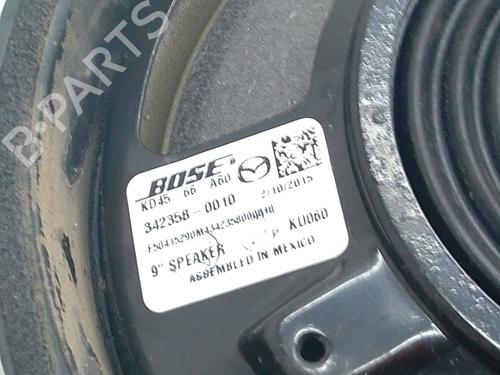 B-PARTS
BOSE®
KD45 66 A60 2/10/2015
342358-0010
KU060
9" SPEAKER
ASSEMBLED IN MEXICO